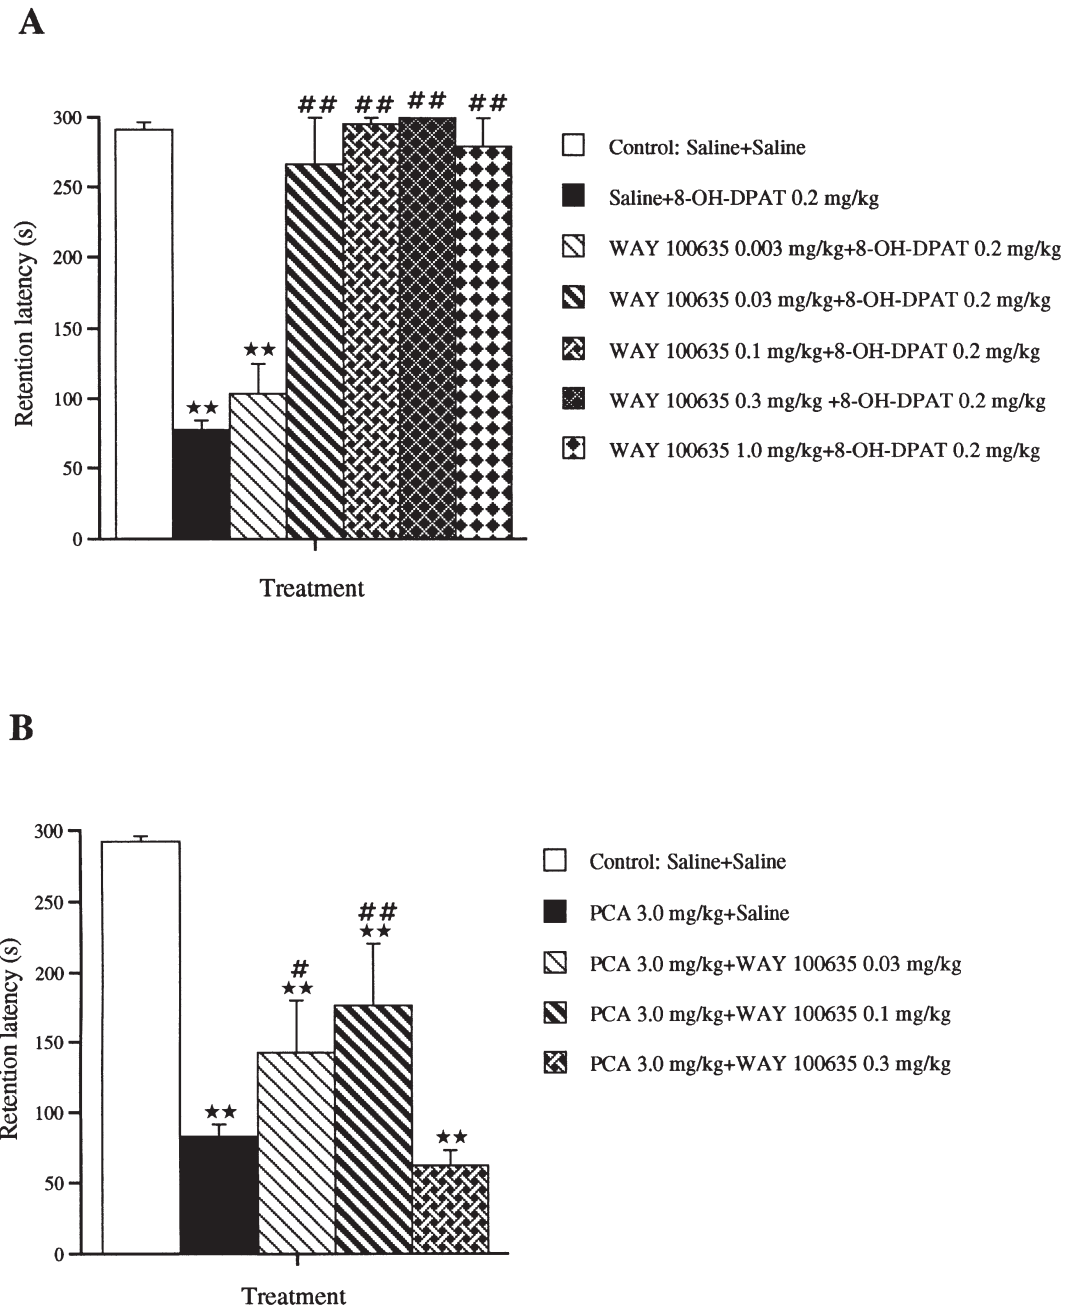 A
## ## ## ##
300
250
200
150
100
50
0
★★
★★
Retention latency (s)
Treatment
Control: Saline+Saline
Saline+8-OH-DPAT 0.2 mg/kg
WAY 100635 0.003 mg/kg+8-OH-DPAT 0.2 mg/kg
WAY 100635 0.03 mg/kg+8-OH-DPAT 0.2 mg/kg
WAY 100635 0.1 mg/kg+8-OH-DPAT 0.2 mg/kg
WAY 100635 0.3 mg/kg +8-OH-DPAT 0.2 mg/kg
WAY 100635 1.0 mg/kg+8-OH-DPAT 0.2 mg/kg
B
300
250
200
150
100
50
0
##
★★
#
★★
★★
★★
Retention latency (s)
Treatment
Control: Saline+Saline
PCA 3.0 mg/kg+Saline
PCA 3.0 mg/kg+WAY 100635 0.03 mg/kg
PCA 3.0 mg/kg+WAY 100635 0.1 mg/kg
PCA 3.0 mg/kg+WAY 100635 0.3 mg/kg